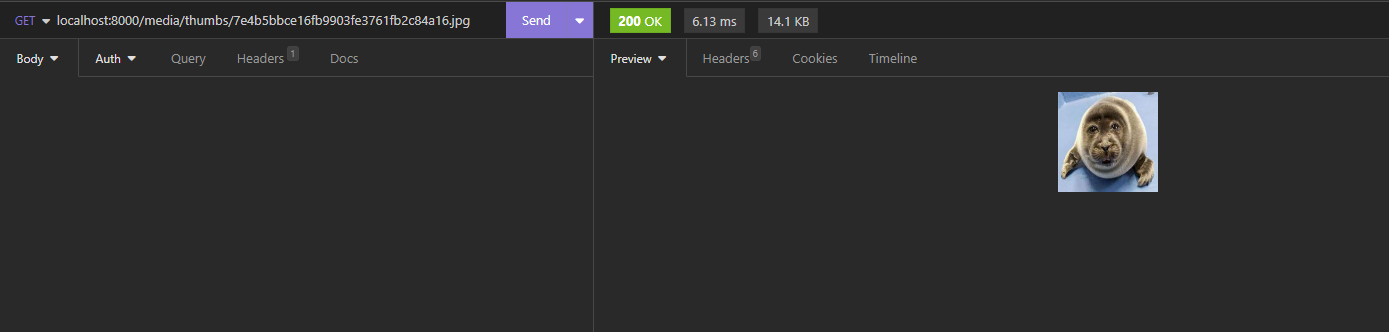 GET localhost:8000/media/thumbs/7e4b5bbce16fb9903fe3761fb2c84a16.jpg Send 200 OK 6.13 ms 14.1 KB
Body Auth Query Headers 1 Docs Preview Headers 6 Cookies Timeline